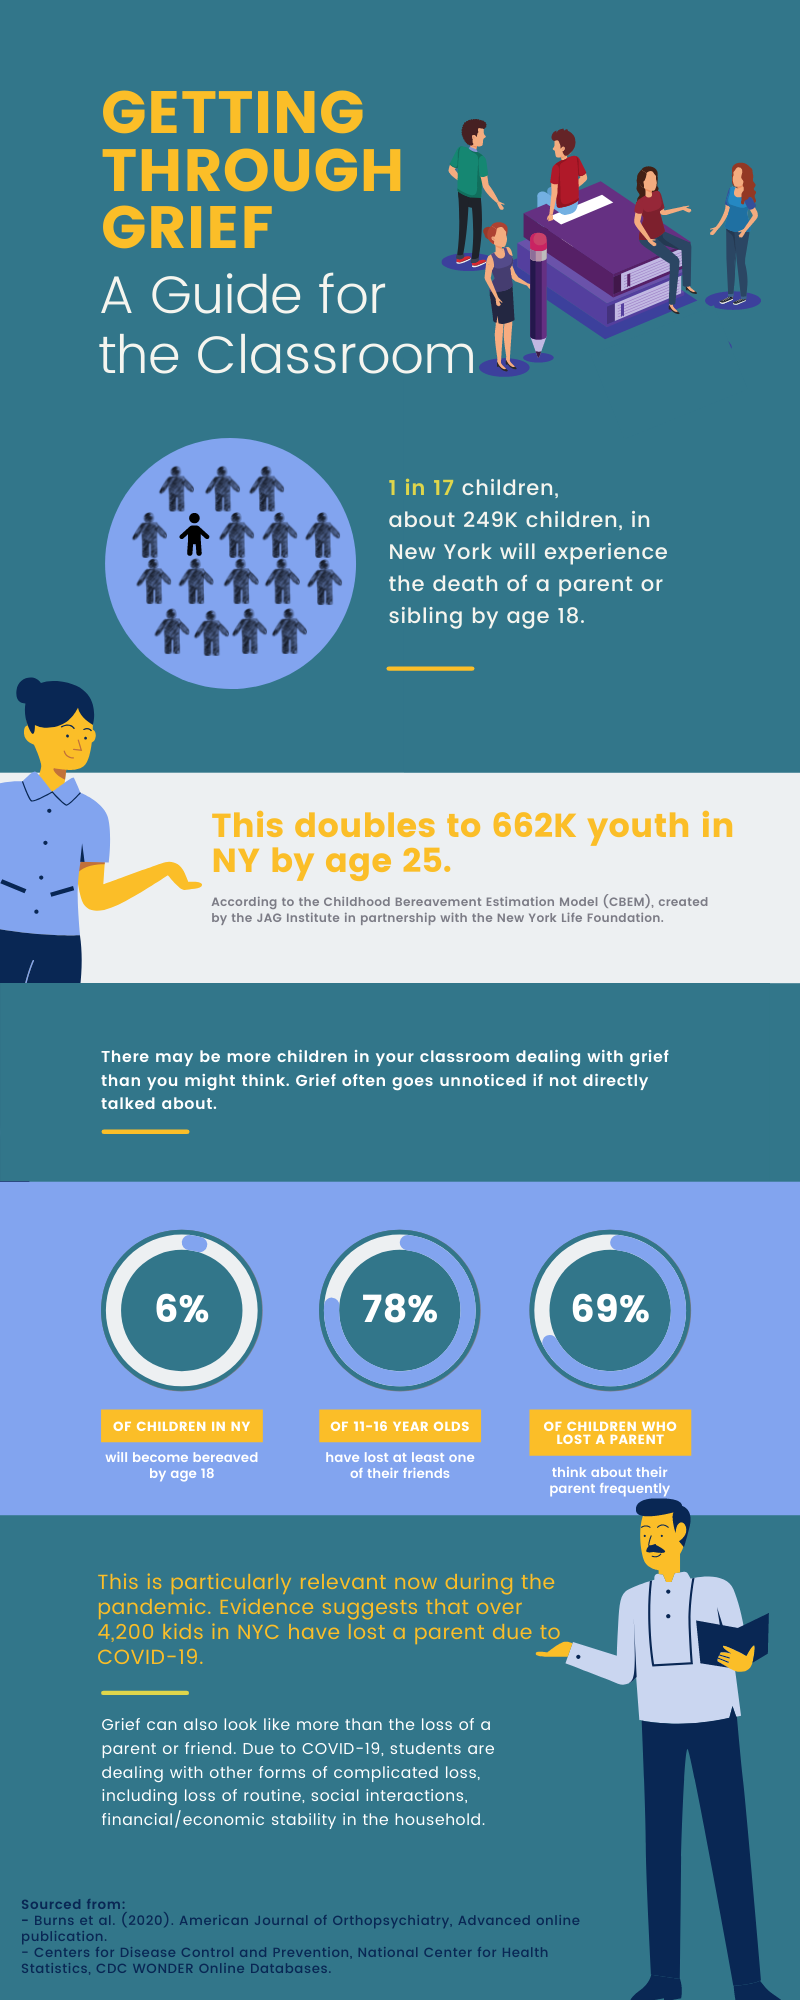 GETTING
THROUGH
GRIEF
A Guide for
the Classroom
1 in 17 children,
about 249K children, in
New York will experience
the death of a parent or
sibling by age 18.
This doubles to 662K youth in
NY by age 25.
According to the Childhood Bereavement Estimation Model (CBEM), created
by the JAG Institute in partnership with the New York Life Foundation.
There may be more children in your classroom dealing with grief
than you might think. Grief often goes unnoticed if not directly
talked about.
6%
OF CHILDREN IN NY
will become bereaved
by age 18
78%
OF 11-16 YEAR OLDS
have lost at least one
of their friends
69%
OF CHILDREN WHO
LOST A PARENT
think about their
parent frequently
This is particularly relevant now during the
pandemic. Evidence suggests that over
4,200 kids in NYC have lost a parent due to
COVID-19.
Grief can also look like more than the loss of a
parent or friend. Due to COVID-19, students are
dealing with other forms of complicated loss,
including loss of routine, social interactions,
financial/economic stability in the household.
Sourced from:
- Burns et al. (2020). American Journal of Orthopsychiatry, Advanced online
publication.
- Centers for Disease Control and Prevention, National Center for Health
Statistics, CDC WONDER Online Databases.